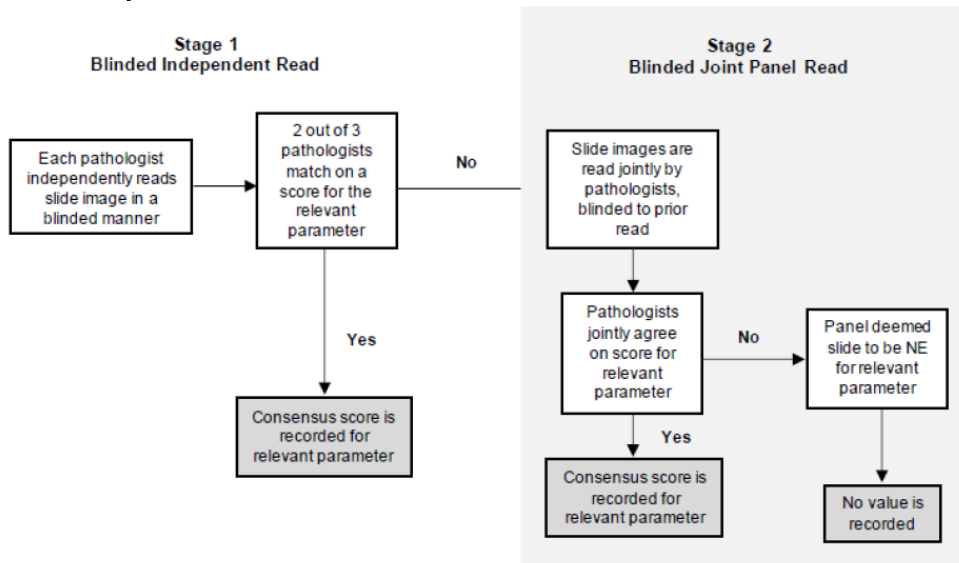 Stage 1
Blinded Independent Read
Each pathologist
independently reads
slide image in a
blinded manner
2 out of 3
pathologists
match on a
score for the
relevant
parameter
No
Yes
Consensus score is
recorded for
relevant parameter
Stage 2
Blinded Joint Panel Read
Slide images are
read jointly by
pathologists,
blinded to prior
read
Pathologists
jointly agree
on score for
relevant
parameter
No
Panel deemed
slide to be NE
for relevant
parameter
Yes
Consensus score is
recorded for
relevant parameter
No value is
recorded